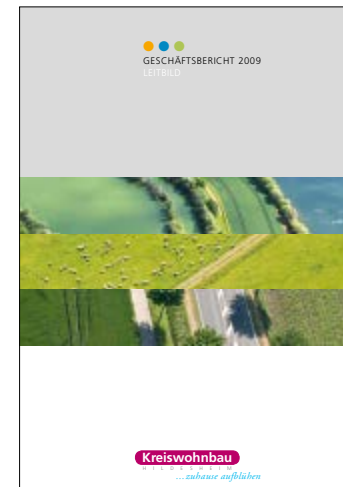 GESCHÄFTSBERICHT 2009
LEITBILD
Kreiswohnbau
HILDESHEIM
...zuhause aufblühen